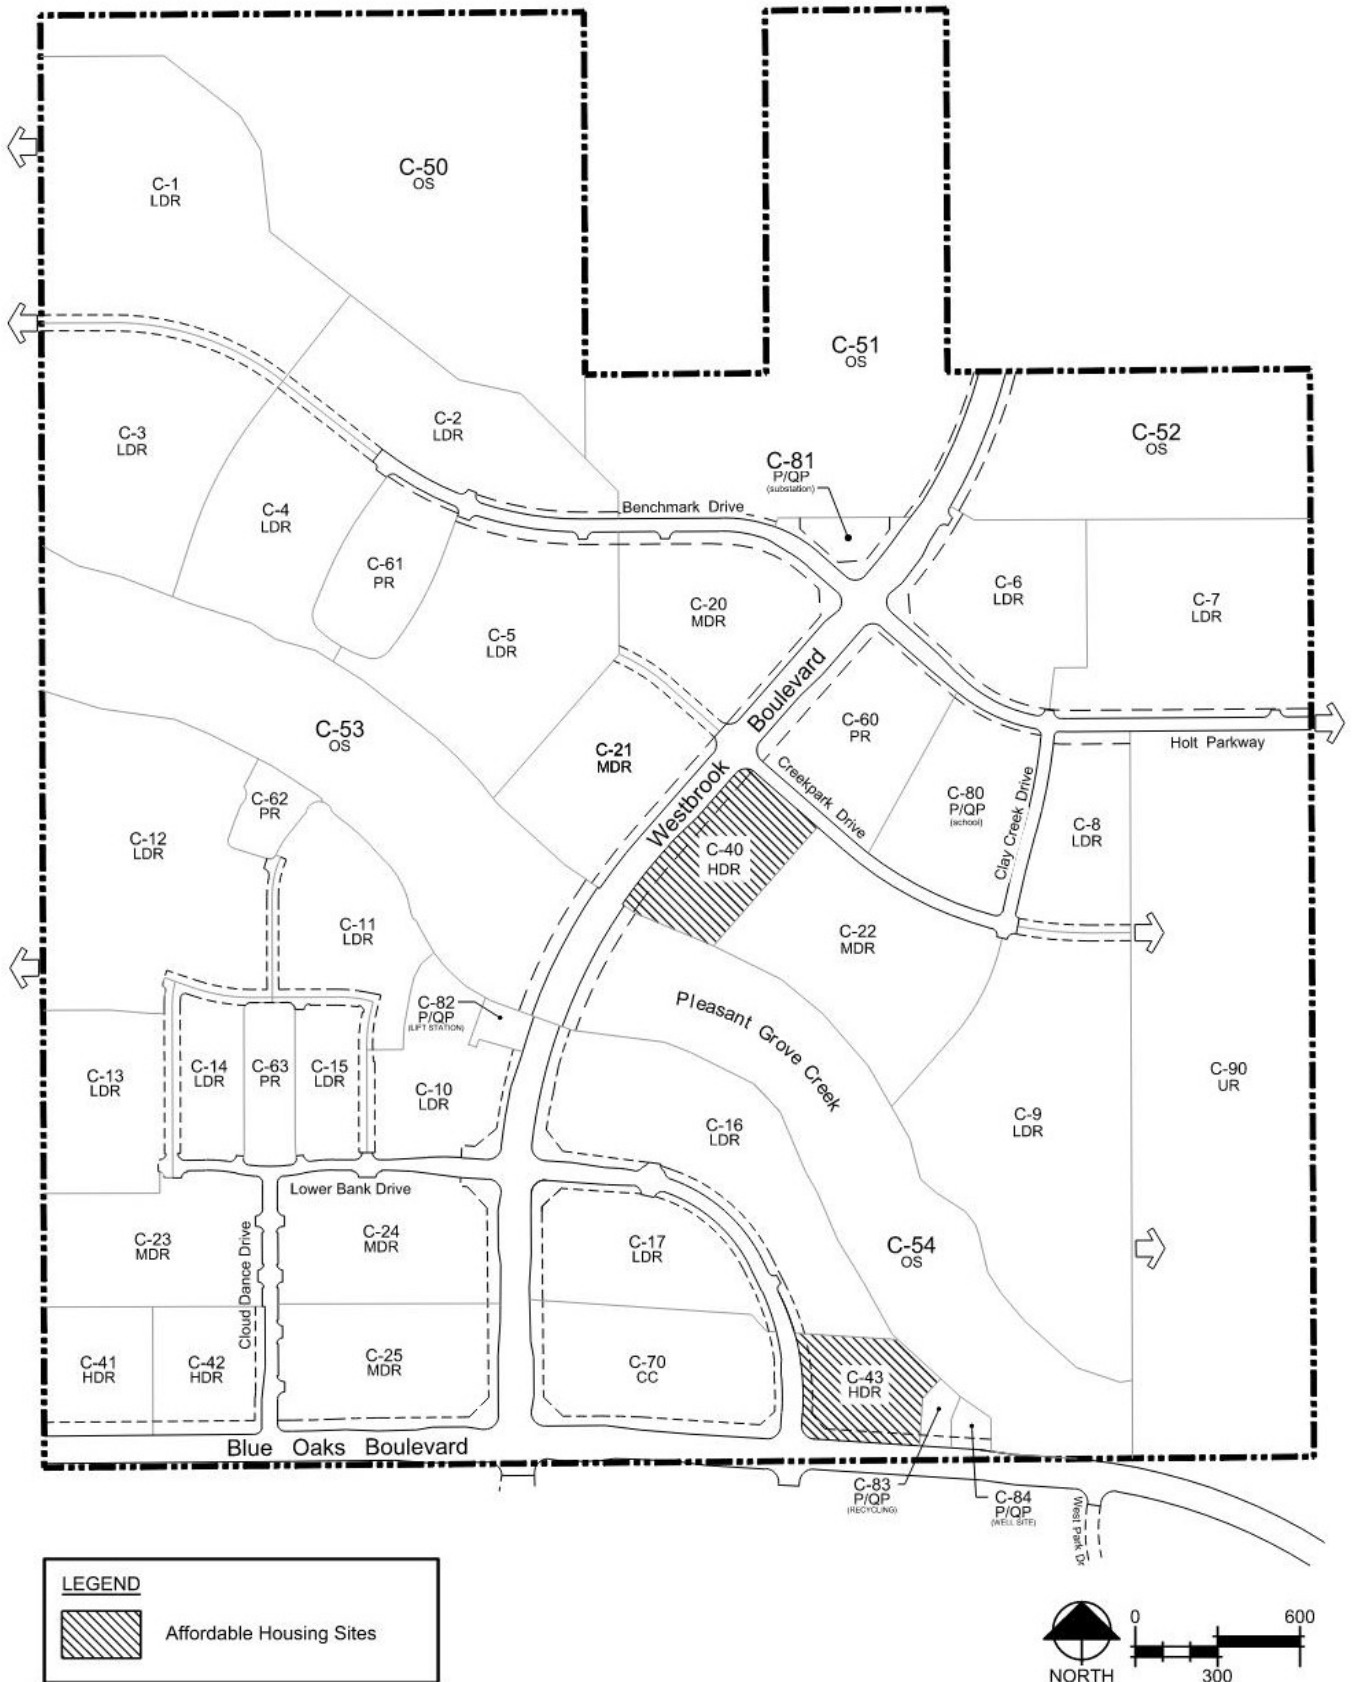 C-50
OS
C-1
LDR
C-51
OS
C-2
LDR
C-3
LDR
C-52
OS
C-81
P/QP
(substation)
C-4
LDR
Benchmark Drive
C-61
PR
C-6
LDR
C-7
LDR
C-20
MDR
C-5
LDR
Westbrook Boulevard
C-60
PR
C-53
OS
Holt Parkway
C-21
MDR
Creekpark Drive
C-80
P/QP
(school)
Clay Creek Drive
C-62
PR
C-12
LDR
C-8
LDR
C-40
HDR
C-11
LDR
C-22
MDR
C-82
P/QP
(LIFT STATION)
Pleasant Grove Creek
C-13
LDR
C-14
LDR
C-63
PR
C-15
LDR
C-10
LDR
C-90
UR
C-16
LDR
C-9
LDR
Lower Bank Drive
C-23
MDR
Cloud Dance Drive
C-24
MDR
C-17
LDR
C-54
OS
C-41
HDR
C-42
HDR
C-25
MDR
C-70
CC
C-43
HDR
Blue Oaks Boulevard
C-83
P/QP
(RECYCLING)
C-84
P/QP
(WELL SITE)
West Park Dr
LEGEND
Affordable Housing Sites
NORTH
0
600
300